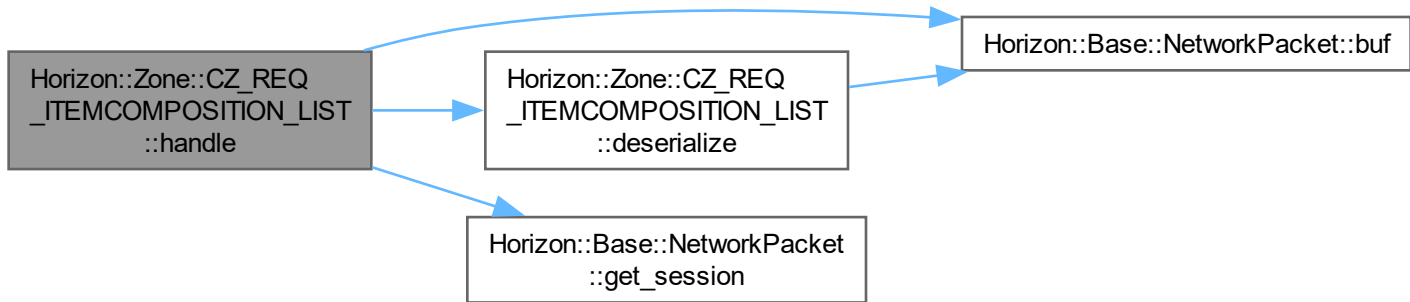 Horizon::Zone::CZ_REQ
_ITEMCOMPOSITION_LIST
::handle
Horizon::Zone::CZ_REQ
_ITEMCOMPOSITION_LIST
::deserialize
Horizon::Base::NetworkPacket::buf
Horizon::Base::NetworkPacket
::get_session